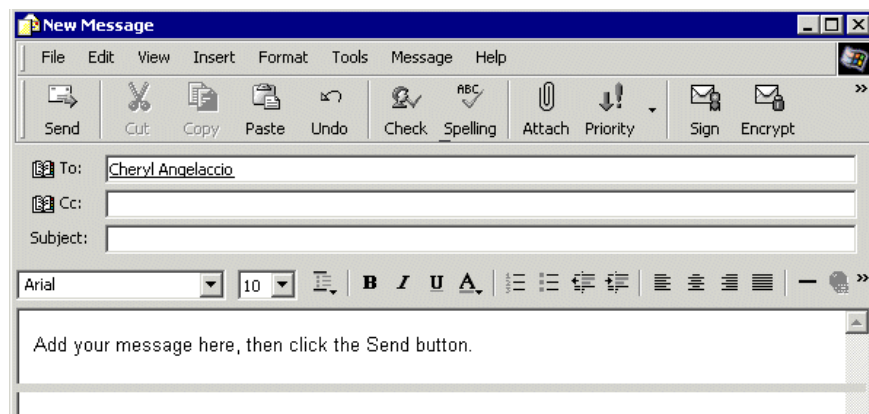 New Message
File Edit View Insert Format Tools Message Help
ABC
Send Cut Copy Paste Undo Check Spelling Attach Priority Sign Encrypt
To: Cheryl Angelaccio
Cc:
Subject:
Arial 10 B I U A
Add your message here, then click the Send button.